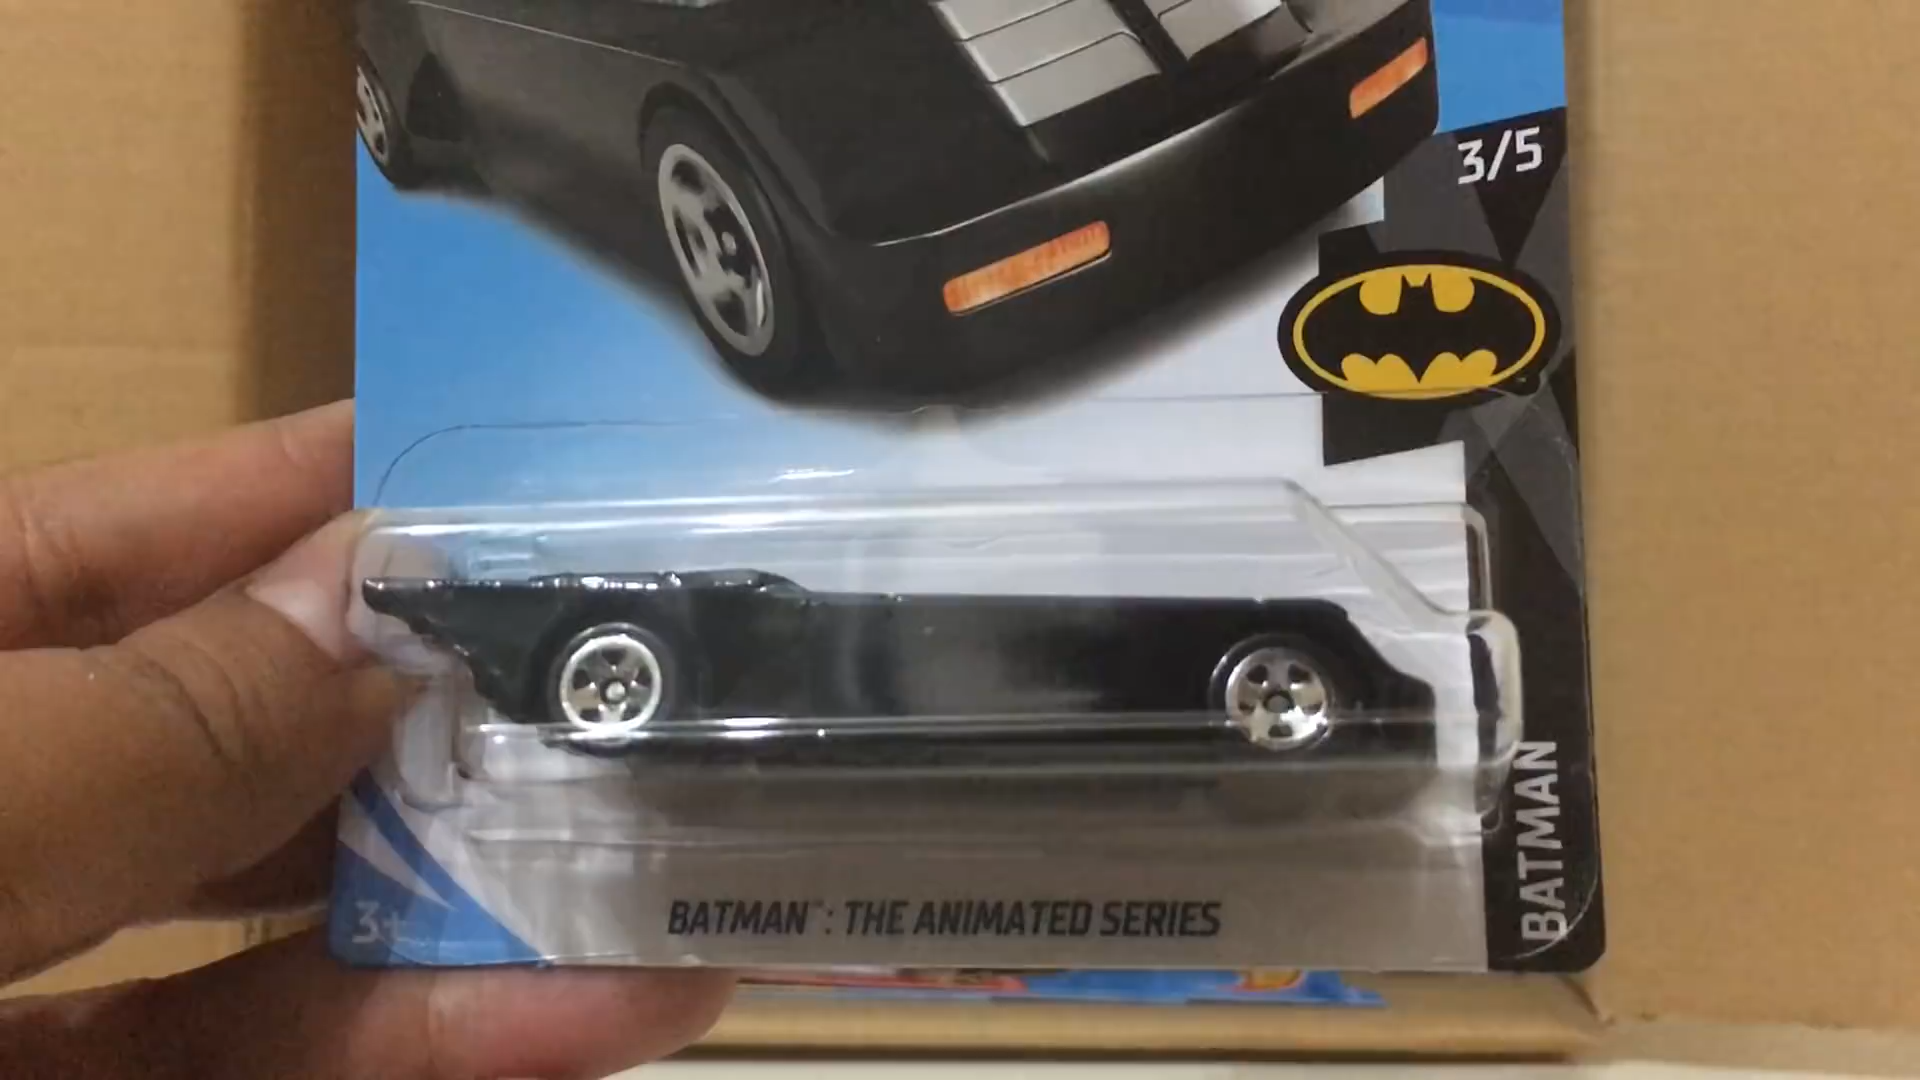 3/5
BATMAN™: THE ANIMATED SERIES
BATMAN
3+